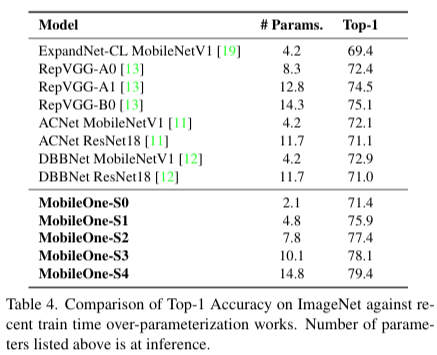 Model # Params. Top-1
ExpandNet-CL MobileNetV1 [19] 4.2 69.4
RepVGG-A0 [13] 8.3 72.4
RepVGG-A1 [13] 12.8 74.5
RepVGG-B0 [13] 14.3 75.1
ACNet MobileNetV1 [11] 4.2 72.1
ACNet ResNet18 [11] 11.7 71.1
DBBNet MobileNetV1 [12] 4.2 72.9
DBBNet ResNet18 [12] 11.7 71.0
MobileOne-S0 2.1 71.4
MobileOne-S1 4.8 75.9
MobileOne-S2 7.8 77.4
MobileOne-S3 10.1 78.1
MobileOne-S4 14.8 79.4
Table 4. Comparison of Top-1 Accuracy on ImageNet against re-
cent train time over-parameterization works. Number of parame-
ters listed above is at inference.